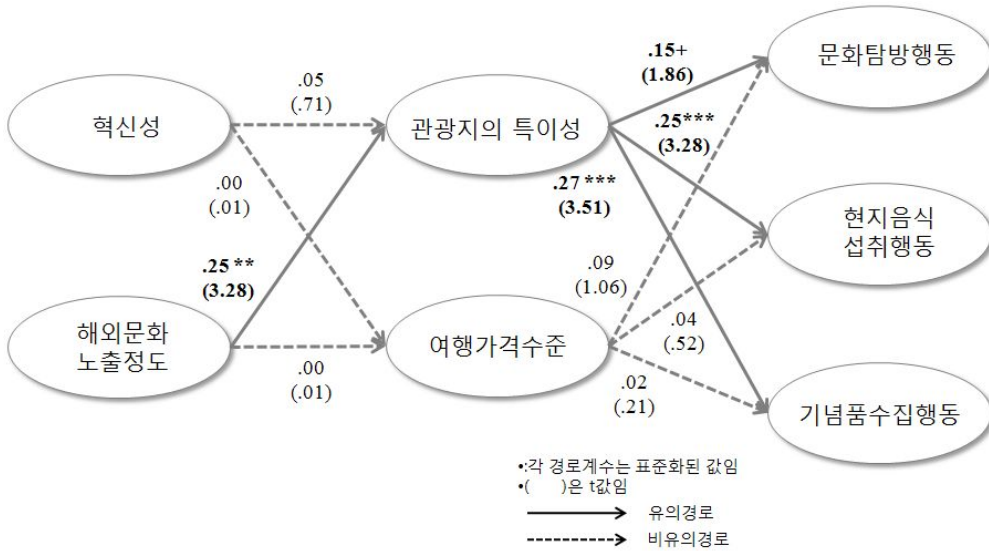 .15+
(1.86)
문화탐방행동
.05
(.71)
혁신성
관광지의 특이성
.25***
(3.28)
.00
(.01)
.27 ***
(3.51)
현지음식
섭취행동
.25 **
(3.28)
.09
(1.06)
해외문화
노출정도
여행가격수준
.04
(.52)
.00
(.01)
.02
(.21)
기념품수집행동
•:각 경로계수는 표준화된 값임
•( )은 t값임
유의경로
비유의경로